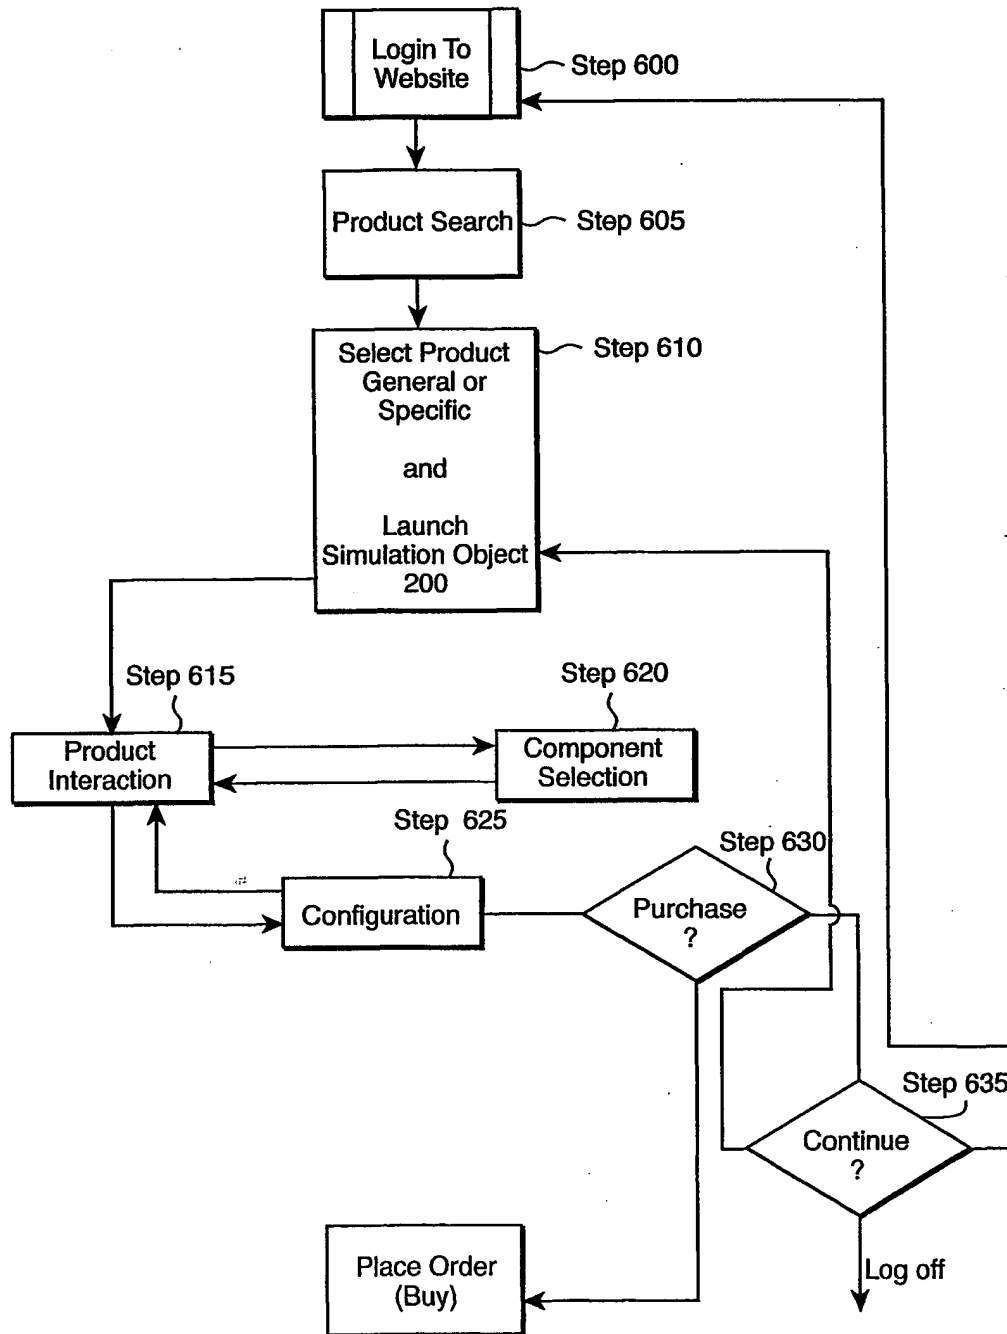 Login To
Website
Step 600
Product Search
Step 605
Select Product
General or
Specific
and
Launch
Simulation Object
200
Step 610
Step 615
Product
Interaction
Step 620
Component
Selection
Step 625
Configuration
Step 630
Purchase
?
Step 635
Continue
?
Place Order
(Buy)
Log off